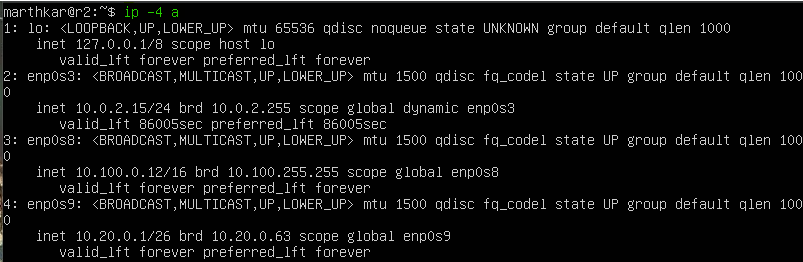 marthkar@r2:~$ ip -4 a
1: lo: <LOOPBACK,UP,LOWER_UP> mtu 65536 qdisc noqueue state UNKNOWN group default qlen 1000
    inet 127.0.0.1/8 scope host lo
       valid_lft forever preferred_lft forever
2: enp0s3: <BROADCAST,MULTICAST,UP,LOWER_UP> mtu 1500 qdisc fq_codel state UP group default qlen 100
0
    inet 10.0.2.15/24 brd 10.0.2.255 scope global dynamic enp0s3
       valid_lft 86005sec preferred_lft 86005sec
3: enp0s8: <BROADCAST,MULTICAST,UP,LOWER_UP> mtu 1500 qdisc fq_codel state UP group default qlen 100
0
    inet 10.100.0.12/16 brd 10.100.255.255 scope global enp0s8
       valid_lft forever preferred_lft forever
4: enp0s9: <BROADCAST,MULTICAST,UP,LOWER_UP> mtu 1500 qdisc fq_codel state UP group default qlen 100
0
    inet 10.20.0.1/26 brd 10.20.0.63 scope global enp0s9
       valid_lft forever preferred_lft forever